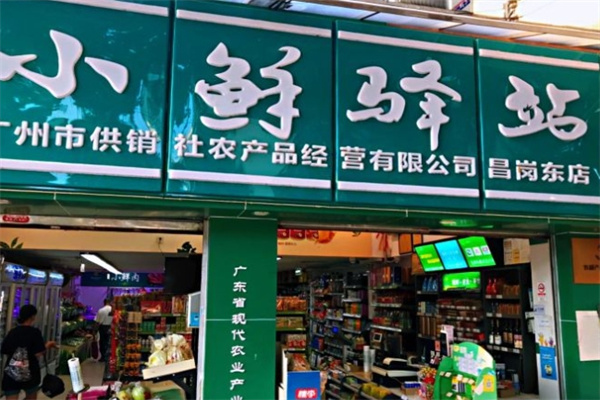 小鲜驿站
广州市供销社农产品经营有限公司昌岗东店
广东省现代农业产业